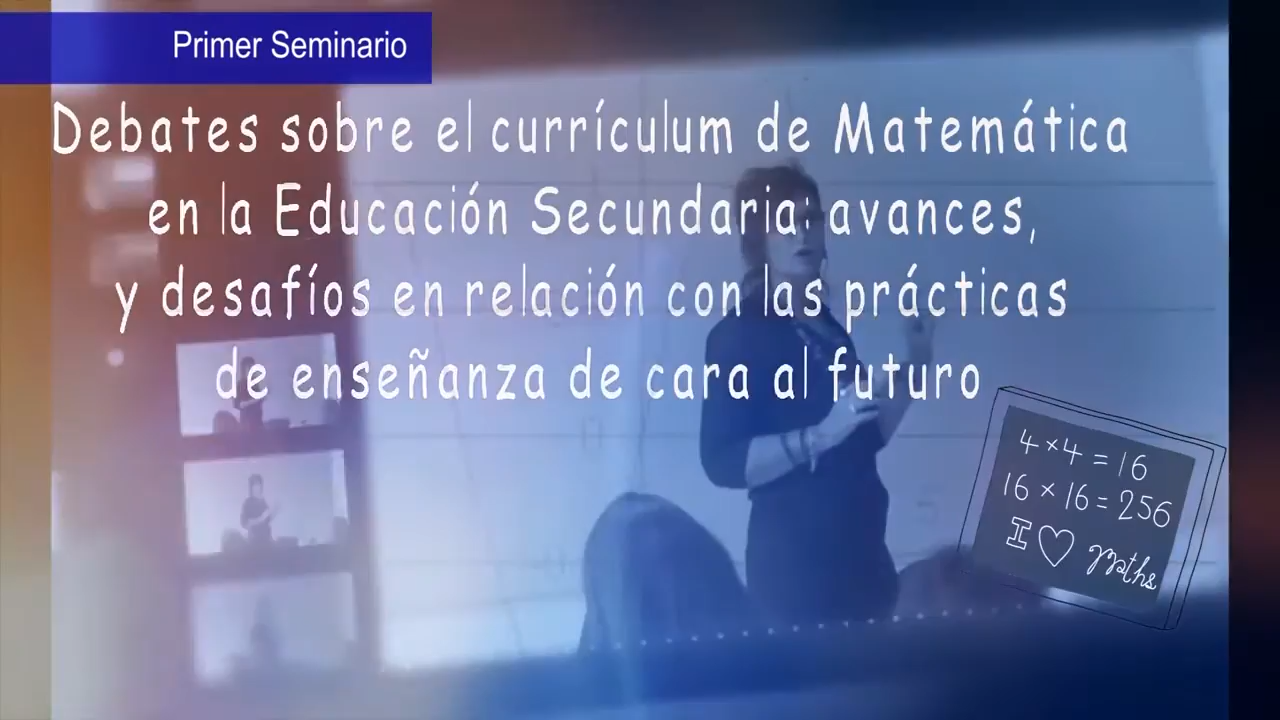 Primer Seminario
Debates sobre el currículum de Matemática
en la Educación Secundaria: avances,
y desafíos en relación con las prácticas
de enseñanza de cara al futuro
4 × 4 = 16
16 × 16 = 256
I ♡ maths